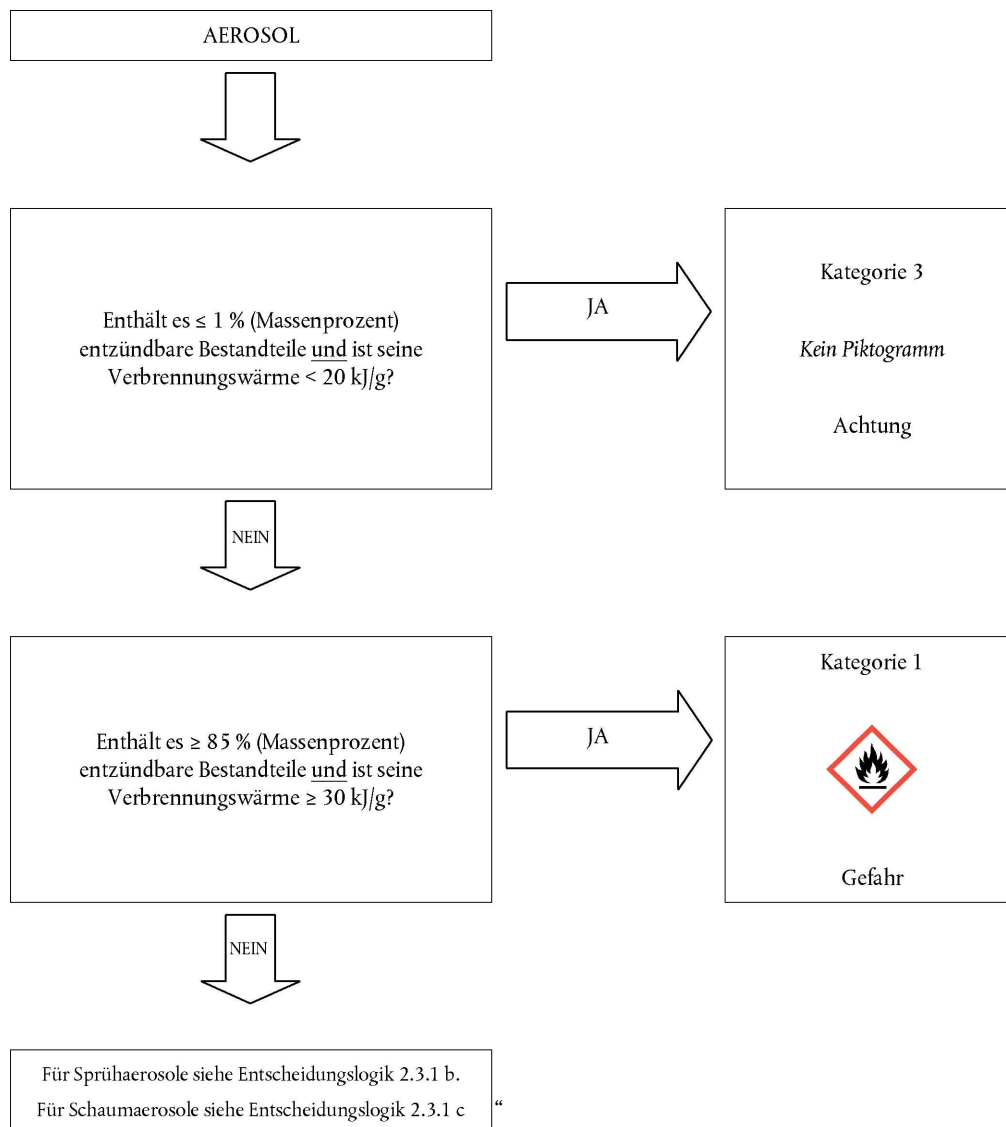 AEROSOL
Enthält es ≤ 1 % (Massenprozent)
entzündbare Bestandteile und ist seine
Verbrennungswärme < 20 kJ/g?
JA
Kategorie 3
Kein Piktogramm
Achtung
NEIN
Enthält es ≥ 85 % (Massenprozent)
entzündbare Bestandteile und ist seine
Verbrennungswärme ≥ 30 kJ/g?
JA
Kategorie 1
Gefahr
NEIN
Für Sprühaerosole siehe Entscheidungslogik 2.3.1 b.
Für Schaumaerosole siehe Entscheidungslogik 2.3.1 c “